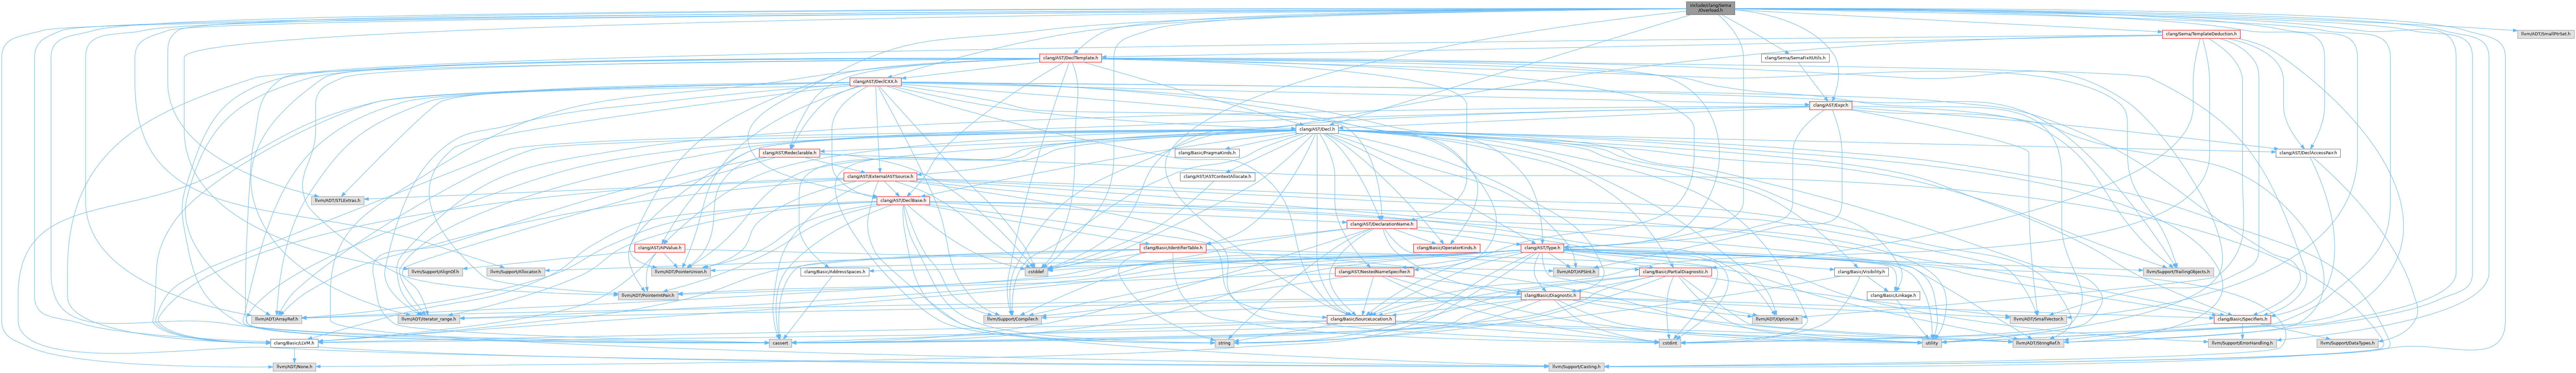 include/clang/Sema
/Overload.h
clang/Sema/TemplateDeduction.h
llvm/ADT/SmallPtrSet.h
clang/AST/DeclTemplate.h
clang/Sema/SemaFixItUtils.h
clang/AST/DeclCXX.h
clang/AST/Expr.h
clang/AST/Decl.h
clang/AST/Redeclarable.h
clang/Basic/PragmaKinds.h
clang/AST/DeclAccessPair.h
clang/AST/ExternalASTSource.h
clang/AST/ASTContextAllocate.h
llvm/ADT/STLExtras.h
clang/AST/DeclBase.h
clang/AST/DeclarationName.h
clang/AST/APValue.h
clang/Basic/IdentifierTable.h
clang/Basic/OperatorKinds.h
clang/AST/Type.h
llvm/Support/AlignOf.h
llvm/Support/Allocator.h
llvm/ADT/PointerUnion.h
clang/Basic/AddressSpaces.h
cstddef
clang/AST/NestedNameSpecifier.h
llvm/ADT/APSInt.h
clang/Basic/PartialDiagnostic.h
clang/Basic/Visibility.h
llvm/Support/TrailingObjects.h
llvm/ADT/PointerIntPair.h
clang/Basic/Diagnostic.h
clang/Basic/Linkage.h
llvm/ADT/ArrayRef.h
llvm/ADT/iterator_range.h
llvm/Support/Compiler.h
clang/Basic/SourceLocation.h
llvm/ADT/Optional.h
llvm/ADT/SmallVector.h
clang/Basic/Specifiers.h
clang/Basic/LLVM.h
cassert
string
cstdint
utility
llvm/ADT/StringRef.h
llvm/Support/ErrorHandling.h
llvm/Support/DataTypes.h
llvm/ADT/None.h
llvm/Support/Casting.h